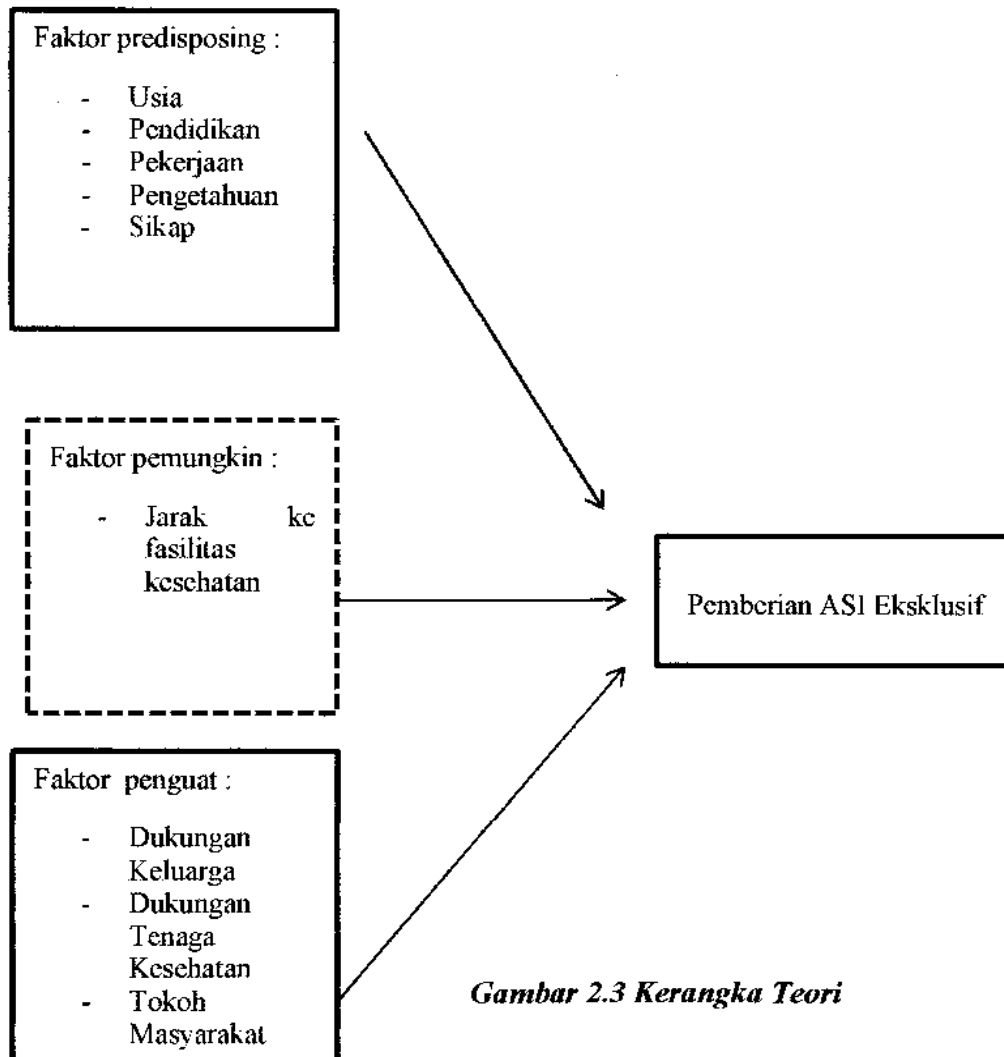 Faktor predisposing :
- Usia
- Pendidikan
- Pekerjaan
- Pengetahuan
- Sikap
Faktor pemungkin :
- Jarak ke
fasilitas
kesehatan
Pemberian ASI Eksklusif
Faktor penguat :
- Dukungan
Keluarga
- Dukungan
Tenaga
Kesehatan
- Tokoh
Masyarakat
Gambar 2.3 Kerangka Teori